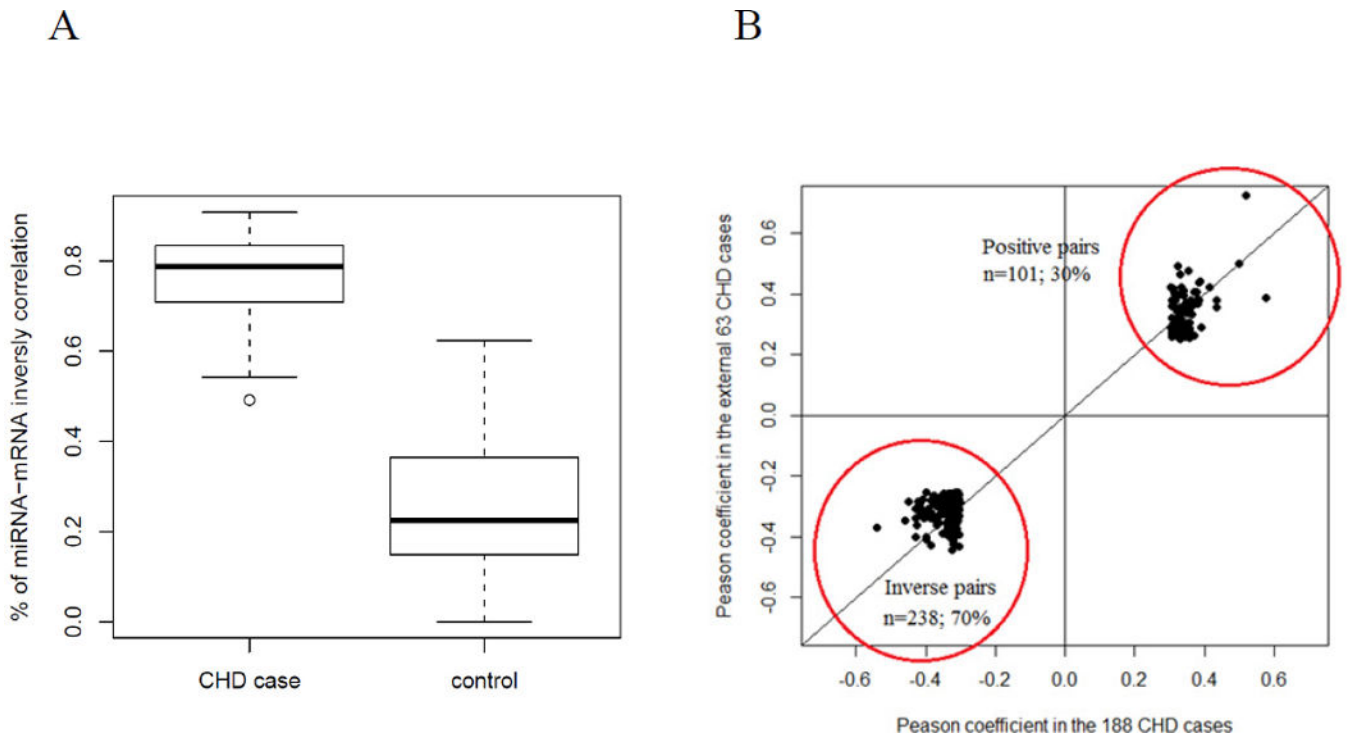 A
B
% of miRNA−mRNA inversly correlation
0.8
0.6
0.4
0.2
0.0
CHD case
control
Peason coefficient in the external 63 CHD cases
0.6
0.4
0.2
0.0
-0.2
-0.4
-0.6
Positive pairs
n=101; 30%
Inverse pairs
n=238; 70%
-0.6 -0.4 -0.2 0.0 0.2 0.4 0.6
Peason coefficient in the 188 CHD cases